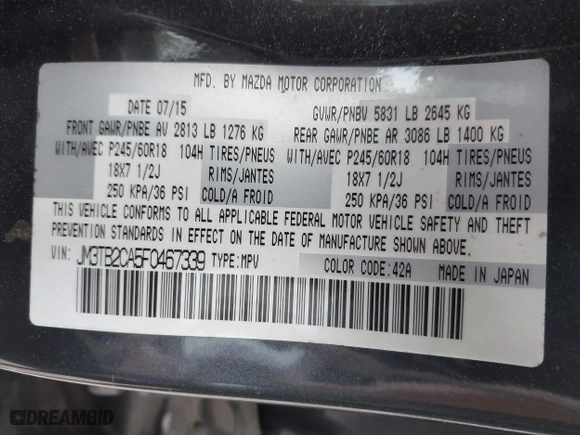 MFD. BY MAZDA MOTOR CORPORATION
DATE 07/15 GVWR/PNBV 5831 LB 2645 KG
FRONT GAWR/PNBE AV 2813 LB 1276 KG REAR GAWR/PNBE AR 3086 LB 1400 KG
WITH/AVEC P245/60R18 104H TIRES/PNEUS WITH/AVEC P245/60R18 104H TIRES/PNEUS
18X7 1/2J RIMS/JANTES 18X7 1/2J RIMS/JANTES
250 KPA/36 PSI COLD/A FROID 250 KPA/36 PSI COLD/A FROID
THIS VEHICLE CONFORMS TO ALL APPLICABLE FEDERAL MOTOR VEHICLE SAFETY AND THEFT
PREVENTION STANDARDS IN EFFECT ON THE DATE OF MANUFACTURE SHOWN ABOVE.
VIN: JM3TB2CA5F0467339 TYPE:MPV COLOR CODE:42A MADE IN JAPAN
DREAMBID